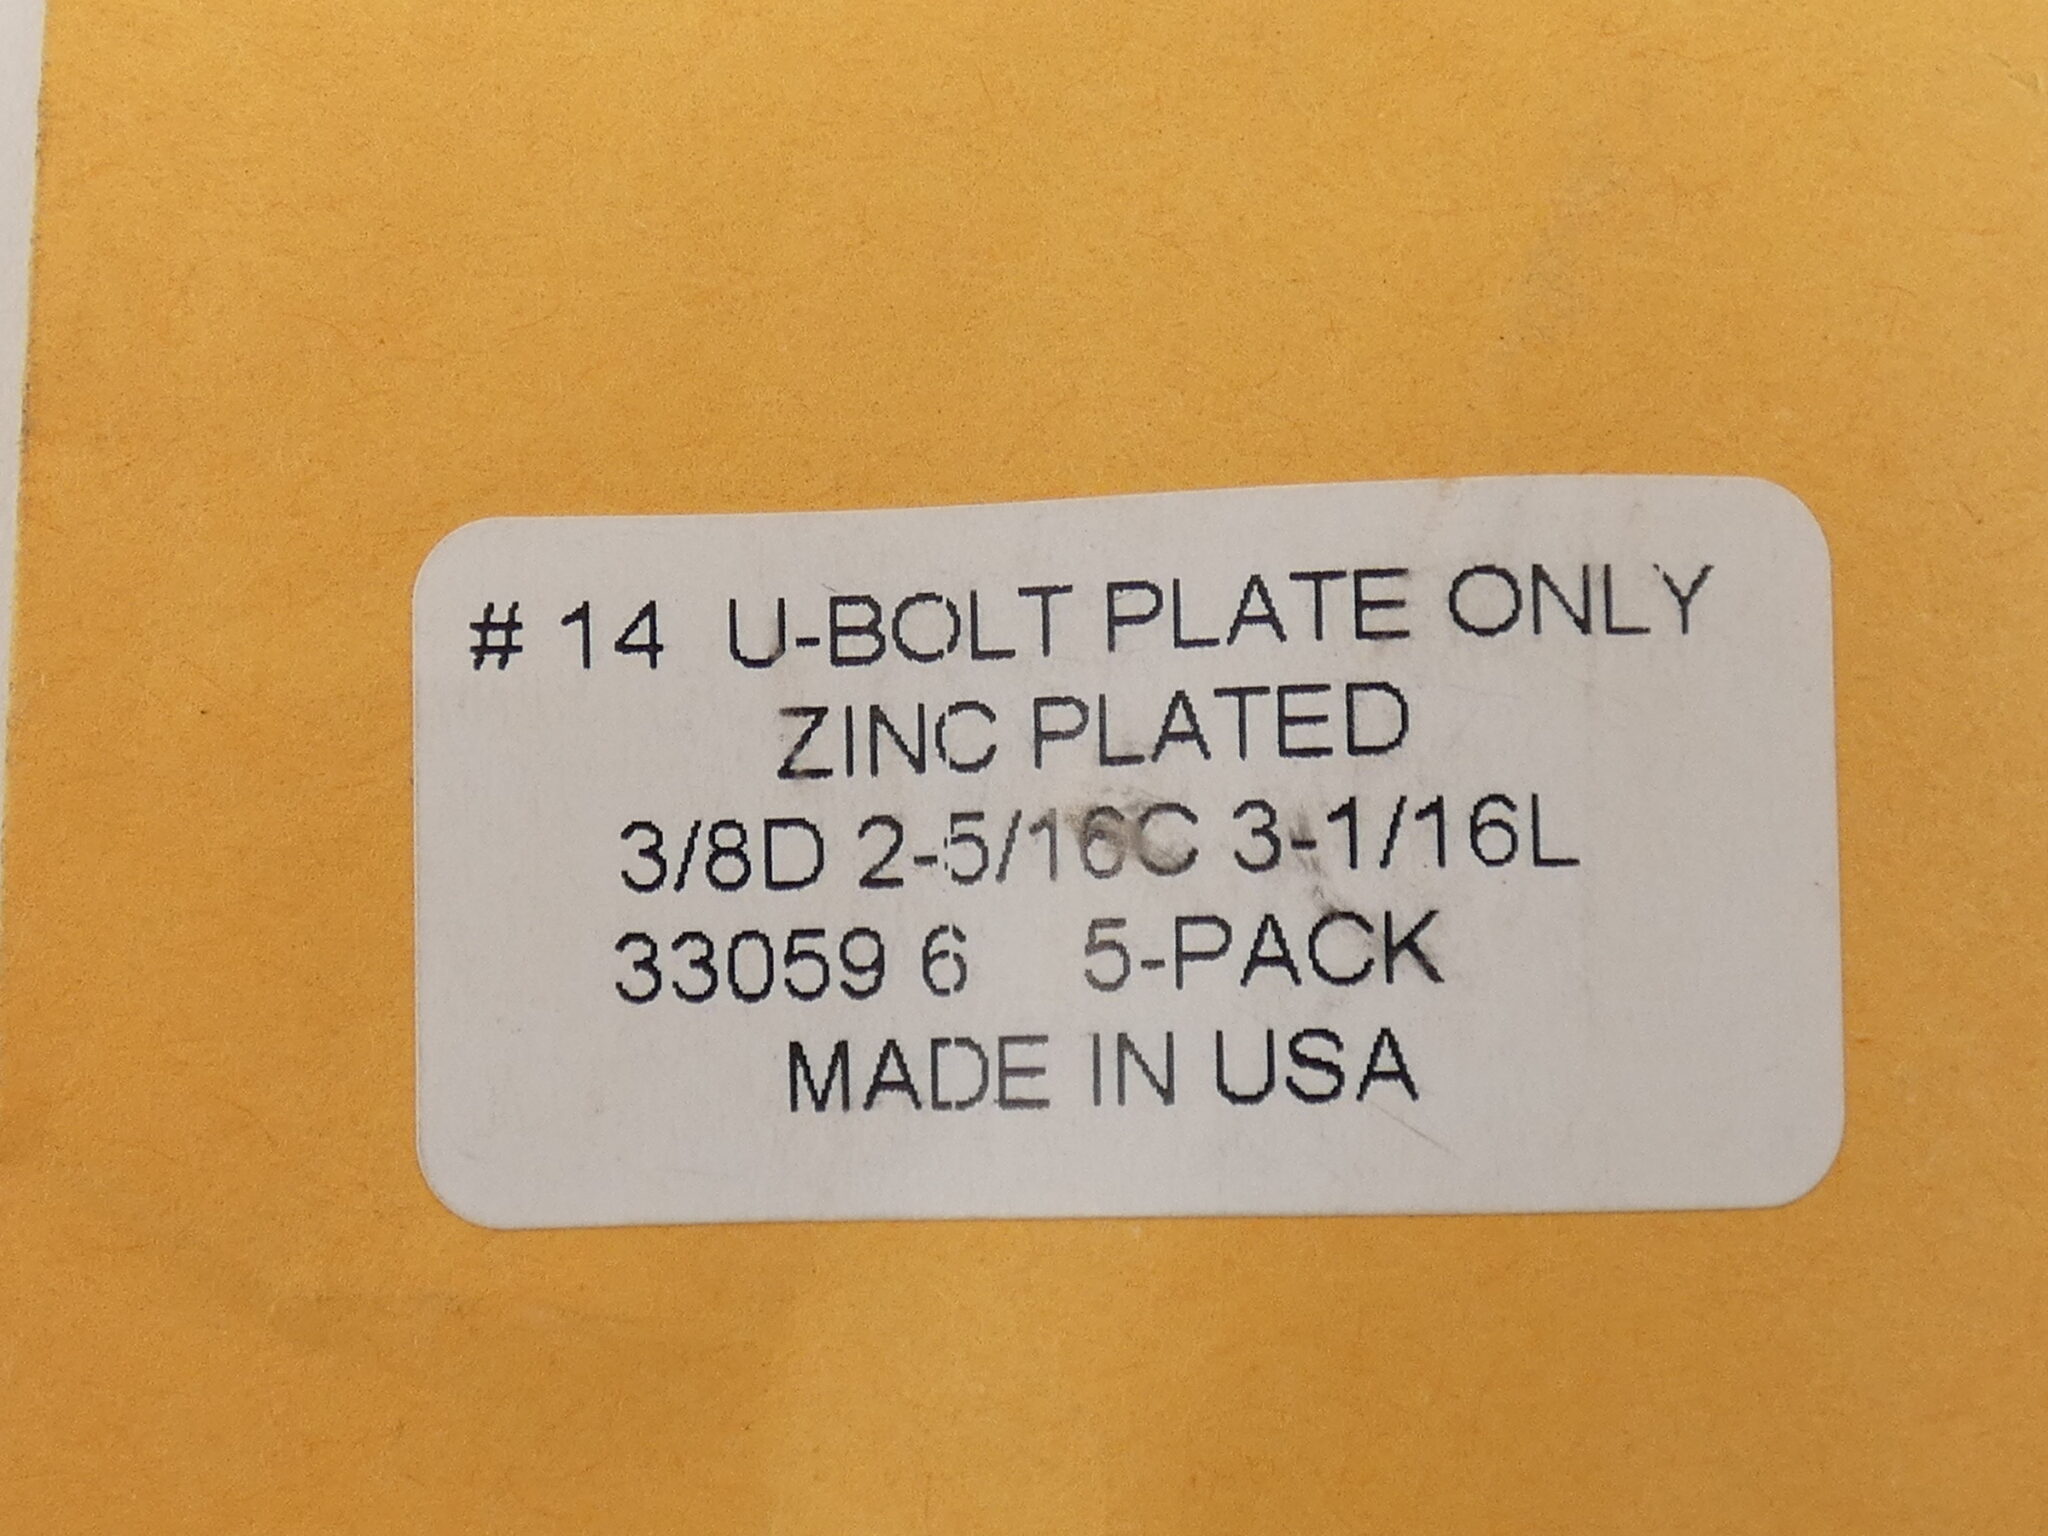 # 14 U-BOLT PLATE ONLY
ZINC PLATED
3/8D 2-5/16C 3-1/16L
33059 6 5-PACK
MADE IN USA